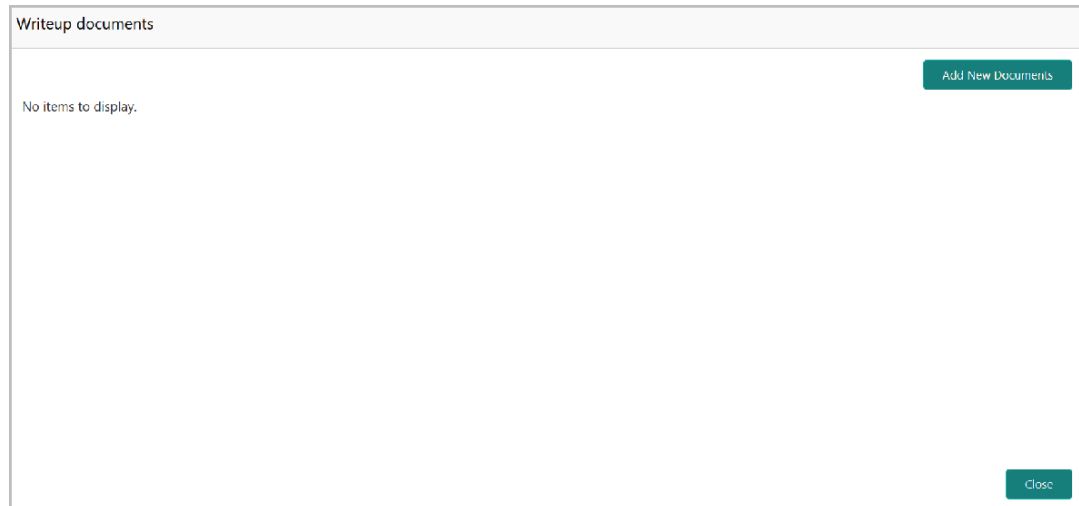 Writeup documents
Add New Documents
No items to display.
Close